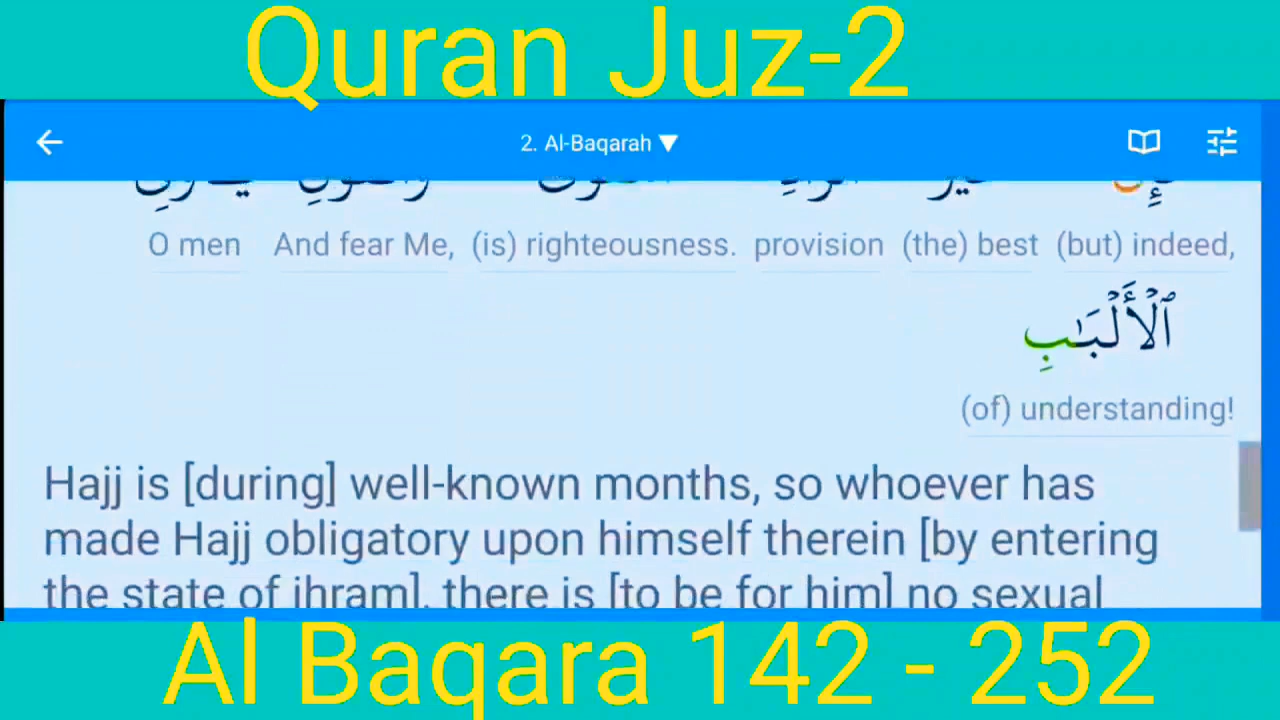 Quran Juz-2
2. Al-Baqarah ▼
O men And fear Me, (is) righteousness. provision (the) best (but) indeed,
ٱلْأَلْبَـٰبِ
(of) understanding!
Hajj is [during] well-known months, so whoever has
made Hajj obligatory upon himself therein [by entering
the state of ihram], there is [to be for him] no sexual
Al Baqara 142 - 252